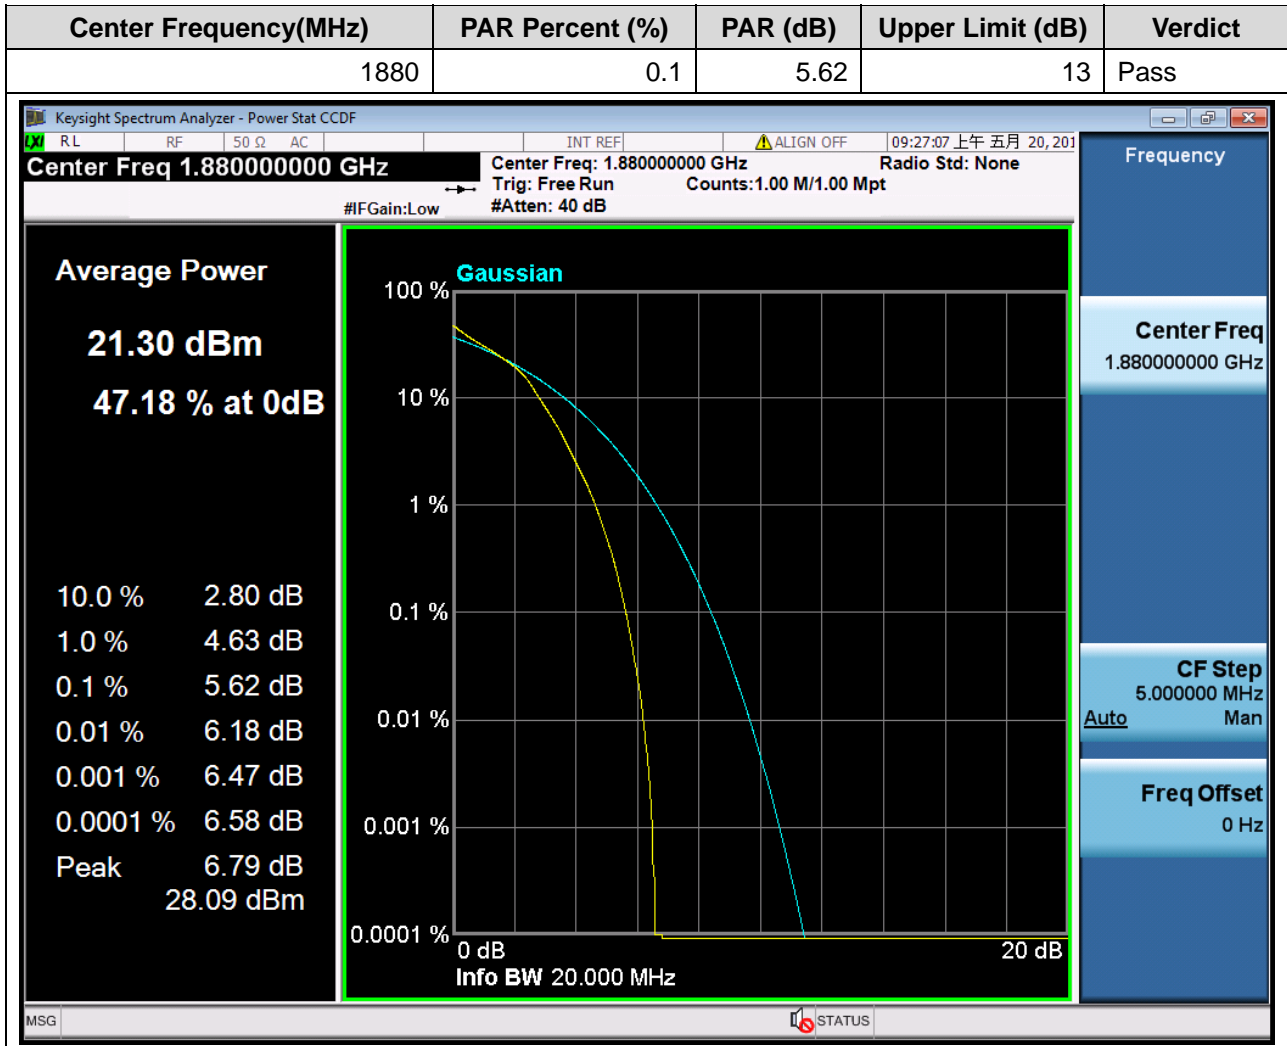 Center Frequency(MHz) PAR Percent (%) PAR (dB) Upper Limit (dB) Verdict
1880 0.1 5.62 13 Pass
Keysight Spectrum Analyzer - Power Stat CCDF
LXI RL RF 50 Ω AC INT REF ALIGN OFF 09:27:07 上午 五月 20, 201
Center Freq 1.880000000 GHz
Center Freq: 1.880000000 GHz Radio Std: None
Trig: Free Run Counts:1.00 M/1.00 Mpt
#IFGain:Low #Atten: 40 dB
Average Power
21.30 dBm
47.18 % at 0dB
10.0 % 2.80 dB
1.0 % 4.63 dB
0.1 % 5.62 dB
0.01 % 6.18 dB
0.001 % 6.47 dB
0.0001 % 6.58 dB
Peak 6.79 dB
28.09 dBm
Gaussian
100 %
10 %
1 %
0.1 %
0.01 %
0.001 %
0.0001 %
0 dB 20 dB
Info BW 20.000 MHz
Frequency
Center Freq
1.880000000 GHz
CF Step
5.000000 MHz
Auto Man
Freq Offset
0 Hz
MSG STATUS